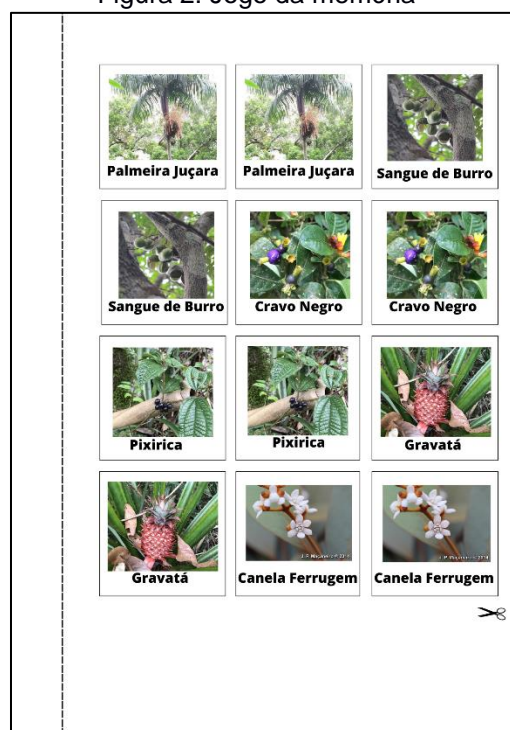 Figura 2: Jogo da memória
Palmeira Juçara
Palmeira Juçara
Sangue de Burro
Sangue de Burro
Cravo Negro
Cravo Negro
Pixirica
Pixirica
Gravatá
Gravatá
Canela Ferrugem
Canela Ferrugem